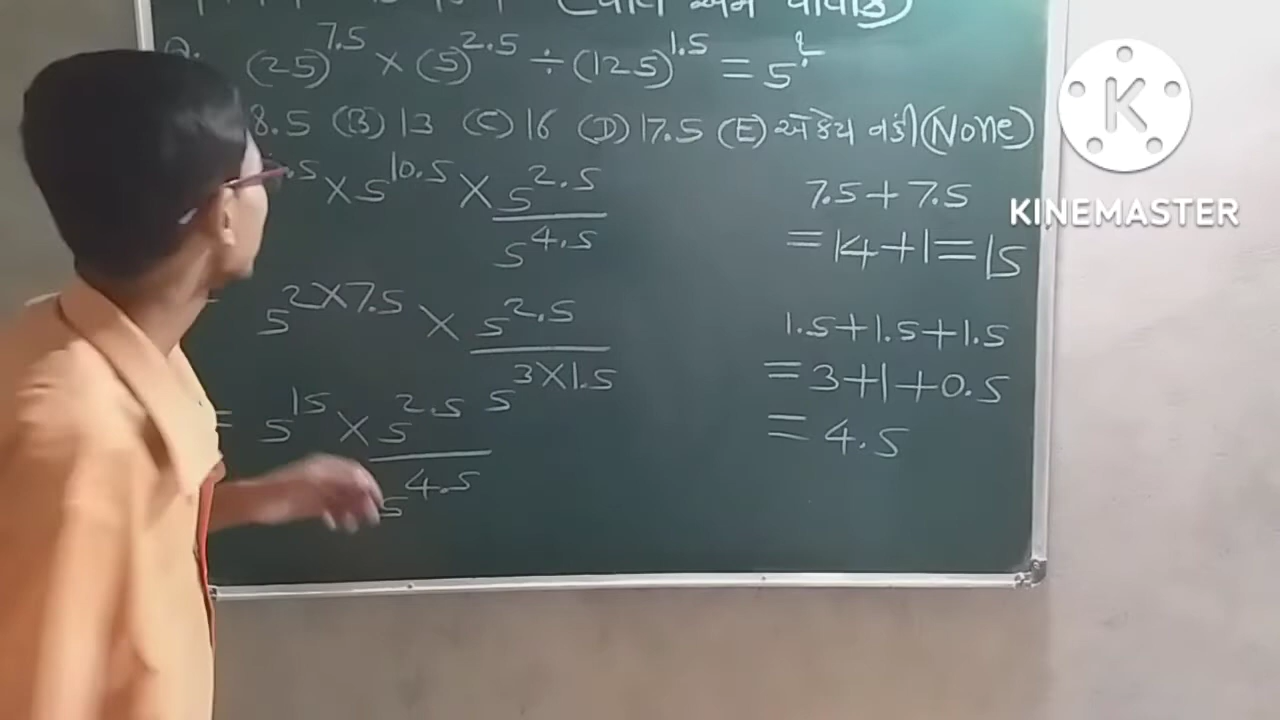 (ઘાત અને ઘાતાંક)
Q. (25)^7.5 × (5)^2.5 ÷ (125)^1.5 = 5^?
8.5 (B) 13 (C) 16 (D) 17.5 (E) એકેય નહીં (None)
.5 × 5^10.5 × 5^2.5 / 5^4.5
= 5^2×7.5 × 5^2.5 / 5^3×1.5
= 5^15 × 5^2.5 / 5^4.5
7.5 + 7.5
= 14 + 1 = 15
1.5 + 1.5 + 1.5
= 3 + 1 + 0.5
= 4.5
K
KINEMASTER